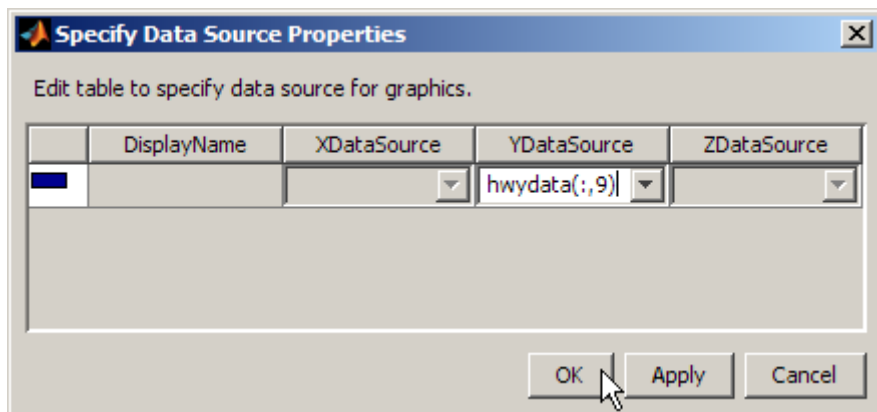 Specify Data Source Properties
Edit table to specify data source for graphics.
DisplayName XDataSource YDataSource ZDataSource
hwydata(:,9)
OK Apply Cancel